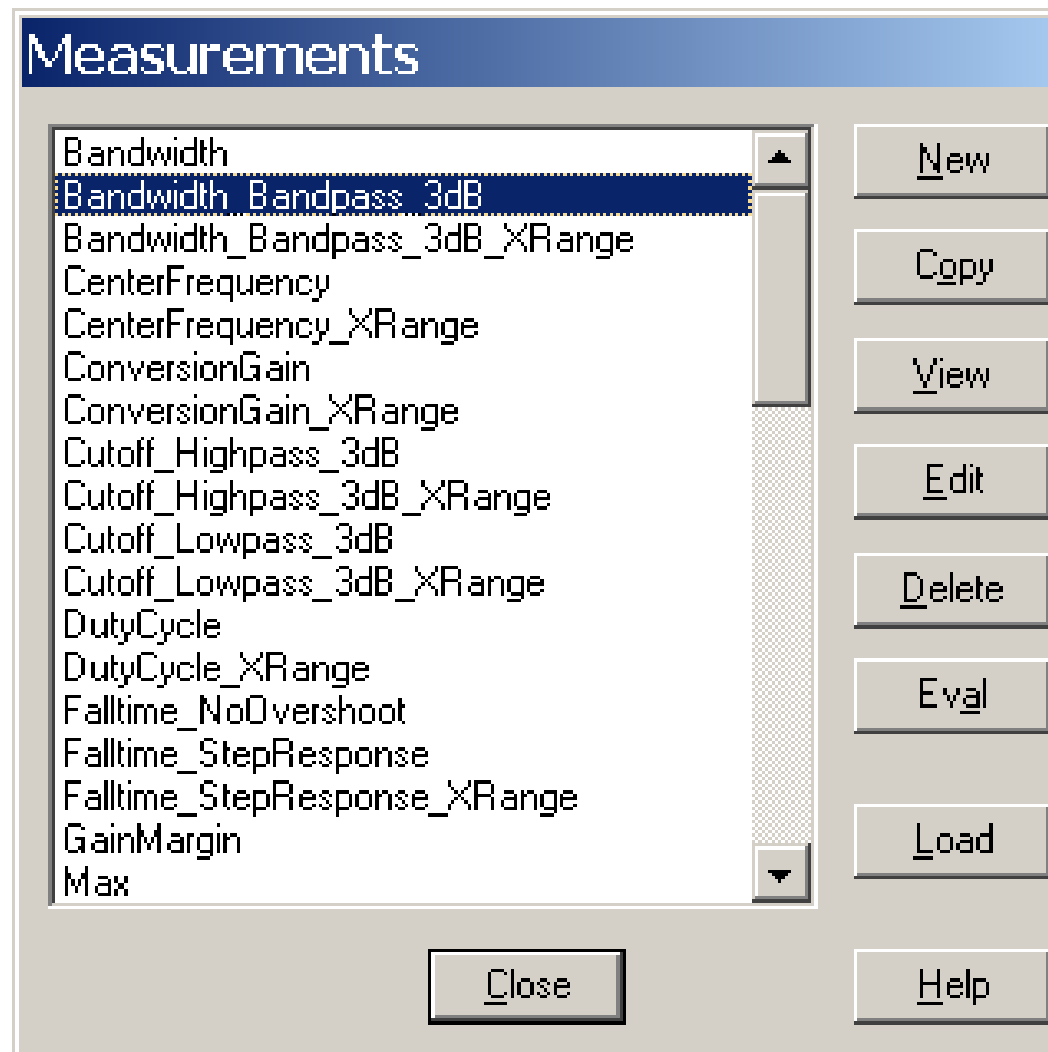 Measurements
Bandwidth
Bandwidth_Bandpass_3dB
Bandwidth_Bandpass_3dB_XRange
CenterFrequency
CenterFrequency_XRange
ConversionGain
ConversionGain_XRange
Cutoff_Highpass_3dB
Cutoff_Highpass_3dB_XRange
Cutoff_Lowpass_3dB
Cutoff_Lowpass_3dB_XRange
DutyCycle
DutyCycle_XRange
Falltime_NoOvershoot
Falltime_StepResponse
Falltime_StepResponse_XRange
GainMargin
Max
New
Copy
View
Edit
Delete
Eval
Load
Close
Help